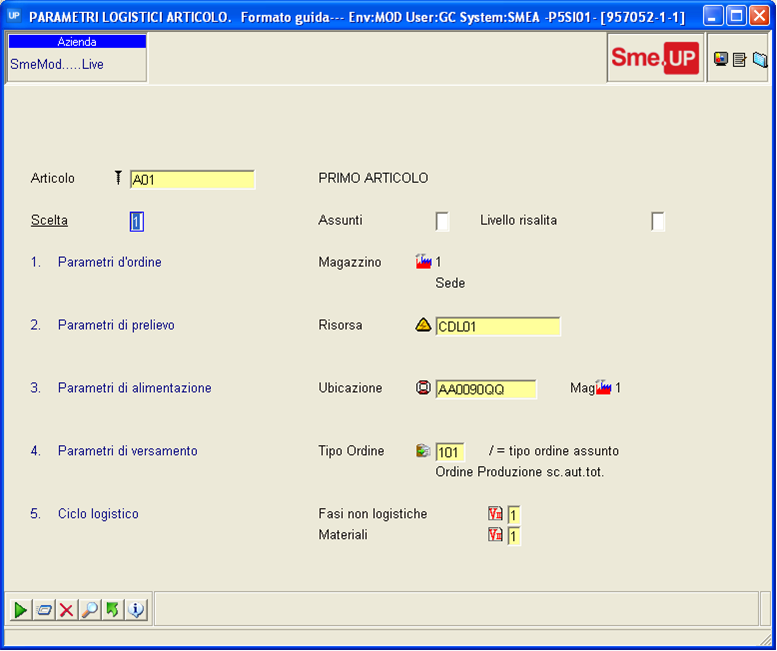 UP PARAMETRI LOGISTICI ARTICOLO. Formato guida--- Env:MOD User:GC System:SMEA -P5SI01- [957052-1-1]
Azienda
SmeMod.....Live
Sme.UP
Articolo A01 PRIMO ARTICOLO
Scelta 1 Assunti Livello risalita
1. Parametri d'ordine Magazzino 1
Sede
2. Parametri di prelievo Risorsa CDL01
3. Parametri di alimentazione Ubicazione AA0090QQ Mag 1
4. Parametri di versamento Tipo Ordine 101 / = tipo ordine assunto
Ordine Produzione sc.aut.tot.
5. Ciclo logistico Fasi non logistiche 1
Materiali 1